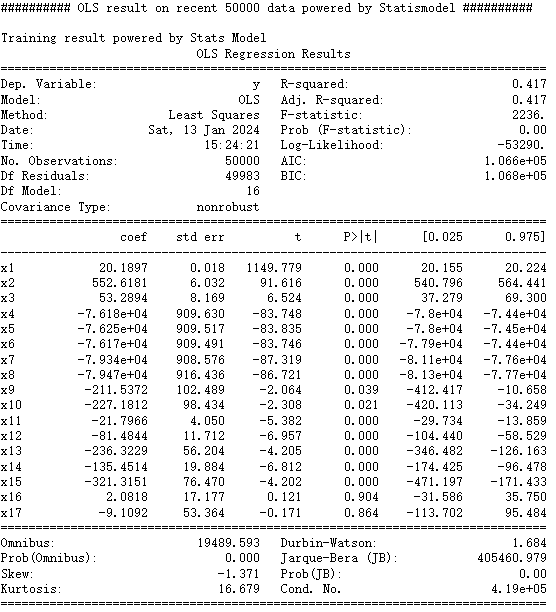 ########## OLS result on recent 50000 data powered by Statismodel ##########
Training result powered by Stats Model
OLS Regression Results
==============================================================================
Dep. Variable: y R-squared: 0.417
Model: OLS Adj. R-squared: 0.417
Method: Least Squares F-statistic: 2236.
Date: Sat, 13 Jan 2024 Prob (F-statistic): 0.00
Time: 15:24:21 Log-Likelihood: -53290.
No. Observations: 50000 AIC: 1.066e+05
Df Residuals: 49983 BIC: 1.068e+05
Df Model: 16
Covariance Type: nonrobust
==============================================================================
coef std err t P>|t| [0.025 0.975]
------------------------------------------------------------------------------
x1 20.1897 0.018 1149.779 0.000 20.155 20.224
x2 552.6181 6.032 91.616 0.000 540.796 564.441
x3 53.2894 8.169 6.524 0.000 37.279 69.300
x4 -7.618e+04 909.630 -83.748 0.000 -7.8e+04 -7.44e+04
x5 -7.625e+04 909.517 -83.835 0.000 -7.8e+04 -7.45e+04
x6 -7.617e+04 909.491 -83.746 0.000 -7.79e+04 -7.44e+04
x7 -7.934e+04 908.576 -87.319 0.000 -8.11e+04 -7.76e+04
x8 -7.947e+04 916.436 -86.721 0.000 -8.13e+04 -7.77e+04
x9 -211.5372 102.489 -2.064 0.039 -412.417 -10.658
x10 -227.1812 98.434 -2.308 0.021 -420.113 -34.249
x11 -21.7966 4.050 -5.382 0.000 -29.734 -13.859
x12 -81.4844 11.712 -6.957 0.000 -104.440 -58.529
x13 -236.3229 56.204 -4.205 0.000 -346.482 -126.163
x14 -135.4514 19.884 -6.812 0.000 -174.425 -96.478
x15 -321.3151 76.470 -4.202 0.000 -471.197 -171.433
x16 2.0818 17.177 0.121 0.904 -31.586 35.750
x17 -9.1092 53.364 -0.171 0.864 -113.702 95.484
==============================================================================
Omnibus: 19489.593 Durbin-Watson: 1.684
Prob(Omnibus): 0.000 Jarque-Bera (JB): 405460.979
Skew: -1.371 Prob(JB): 0.00
Kurtosis: 16.679 Cond. No. 4.19e+05
==============================================================================